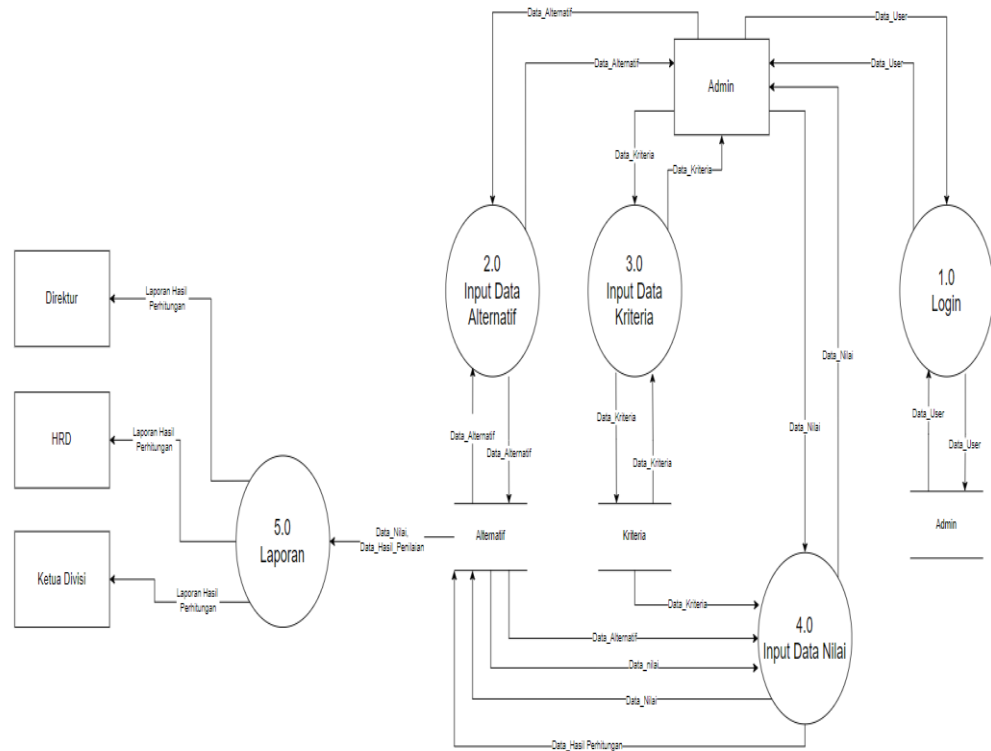 Data_Alternatif
Data_User
Data_Alternatif
Data_User
Admin
Data_Kriteria
Data_Kriteria
2.0
Input Data
Alternatif
3.0
Input Data
Kriteria
1.0
Login
Direktur
Laporan Hasil
Perhitungan
Data_Nilai
HRD
Laporan Hasil
Perhitungan
Data_Alternatif
Data_Alternatif
Data_Kriteria
Data_Kriteria
Data_Nilai
Data_User
Data_User
5.0
Laporan
Data_Nilai,
Data_Hasil_Penilaian
Alternatif
Kriteria
Admin
Ketua Divisi
Laporan Hasil
Perhitungan
Data_Kriteria
Data_Alternatif
Data_nilai
Data_Nilai
Data_Hasil Perhitungan
4.0
Input Data Nilai